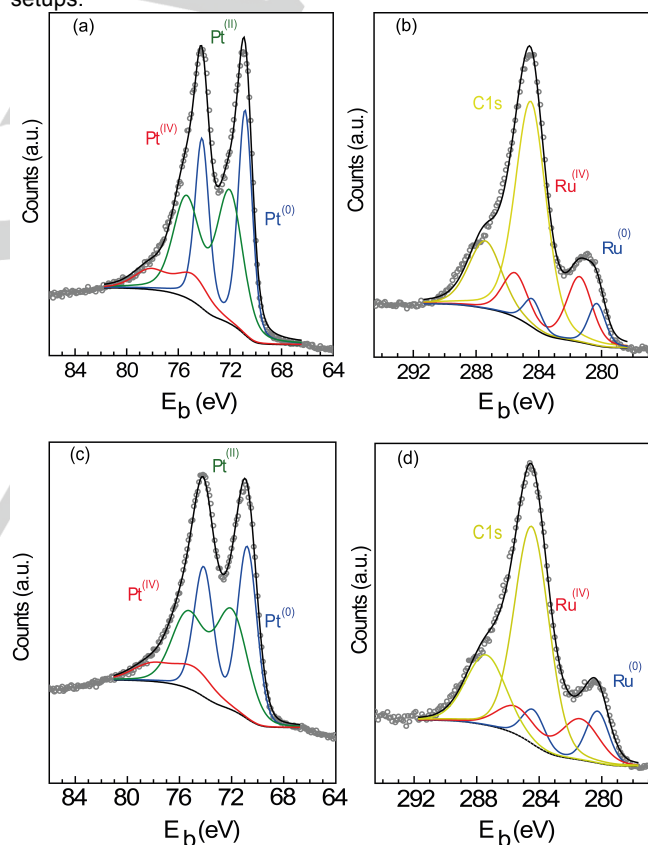 setups.
(a)
Pt(II)
Pt(IV)
Pt(0)
Counts (a.u.)
84 80 76 72 68 64
Eb (eV)
(b)
C1s
Ru(IV)
Ru(0)
Counts (a.u.)
292 288 284 280
Eb (eV)
(c)
Pt(II)
Pt(IV)
Pt(0)
Counts (a.u.)
84 80 76 72 68 64
Eb (eV)
(d)
C1s
Ru(IV)
Ru(0)
Counts (a.u.)
292 288 284 280
Eb (eV)